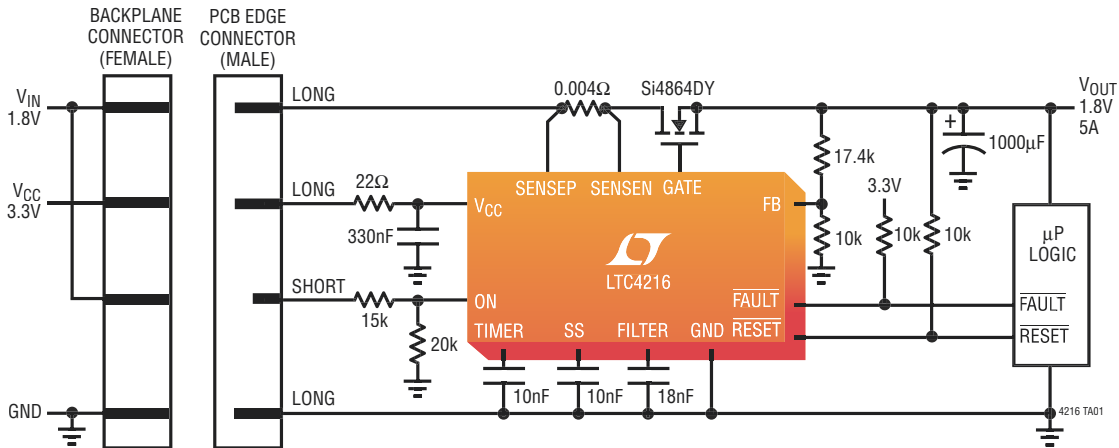 BACKPLANE
CONNECTOR
(FEMALE)
PCB EDGE
CONNECTOR
(MALE)
VIN
1.8V
VCC
3.3V
GND
LONG
LONG
SHORT
LONG
0.004Ω
Si4864DY
VOUT
1.8V
5A
1000µF
+
17.4k
22Ω
330nF
15k
20k
SENSEP
SENSEN
GATE
VCC
FB
LTC4216
ON
FAULT
RESET
TIMER
SS
FILTER
GND
10nF
10nF
18nF
10k
3.3V
10k
10k
µP
LOGIC
FAULT
RESET
4216 TA01